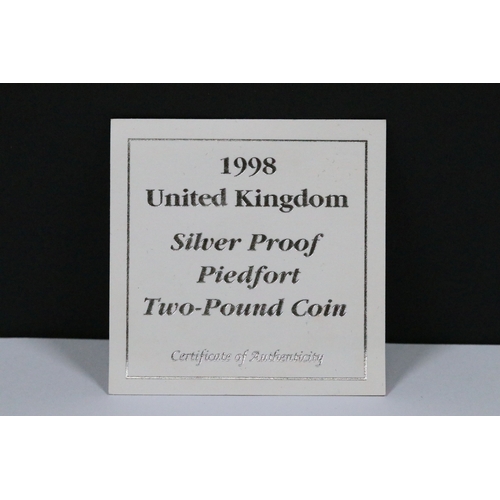 1998
United Kingdom
Silver Proof
Piedfort
Two-Pound Coin
Certificate of Authenticity